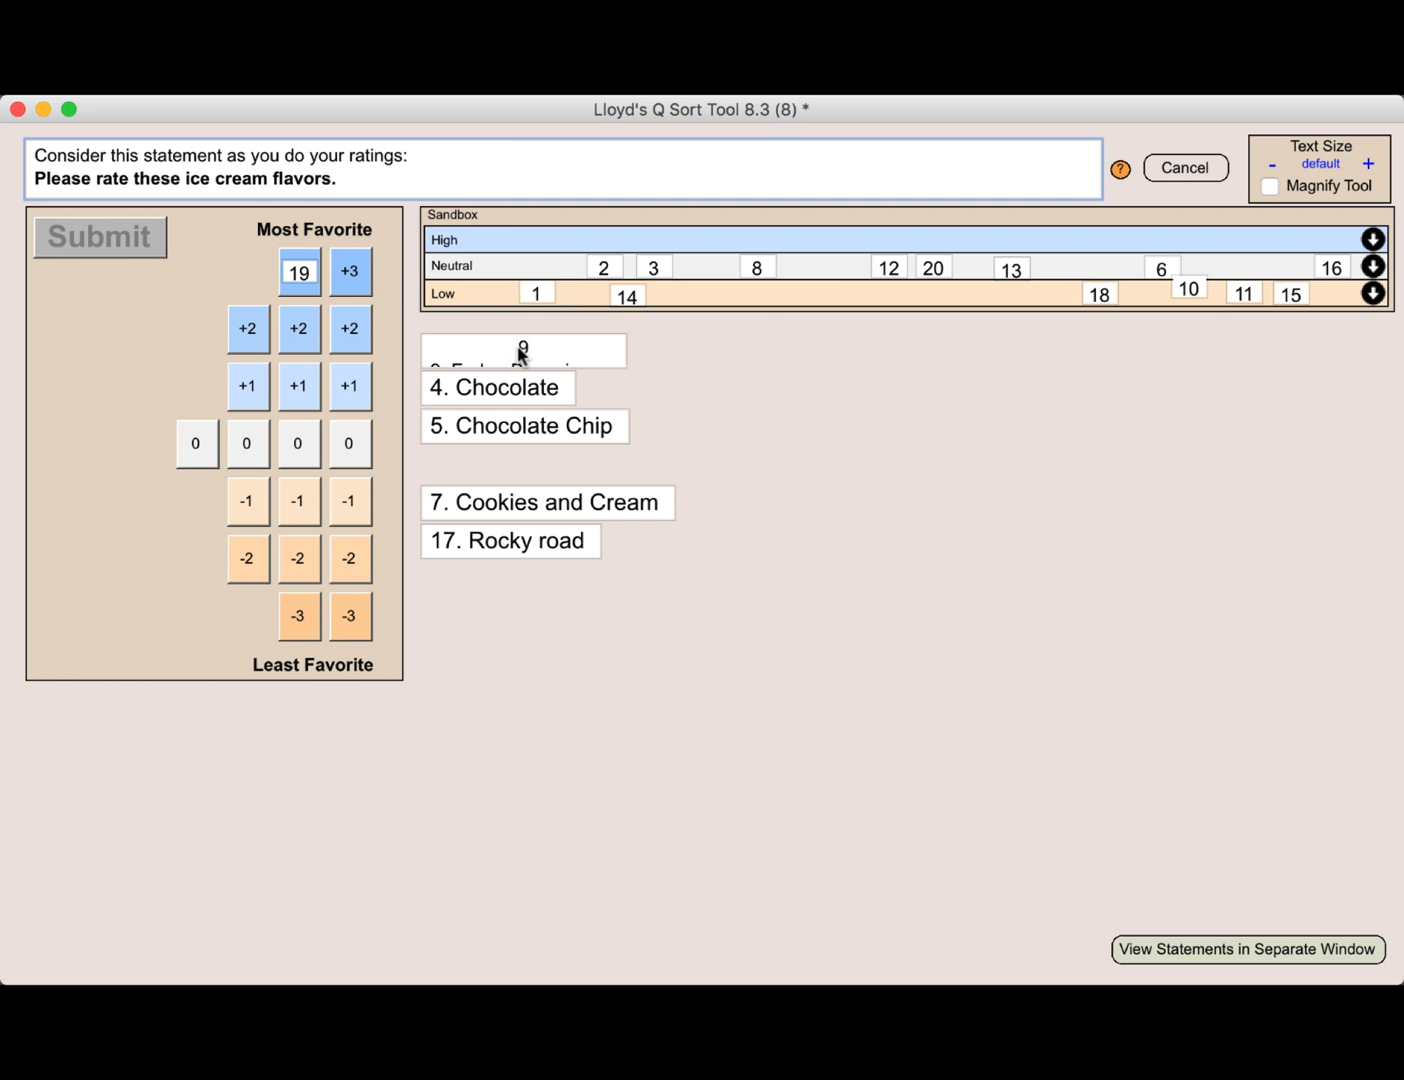 Lloyd's Q Sort Tool 8.3 (8) *
Consider this statement as you do your ratings:
Please rate these ice cream flavors.
?
Cancel
Text Size
- default +
Magnify Tool
Submit
Most Favorite
19 +3
+2 +2 +2
+1 +1 +1
0 0 0 0
-1 -1 -1
-2 -2 -2
-3 -3
Least Favorite
Sandbox
High
Neutral 2 3 8 12 20 13 6 16
Low 1 14 18 10 11 15
9
4. Chocolate
5. Chocolate Chip
7. Cookies and Cream
17. Rocky road
View Statements in Separate Window